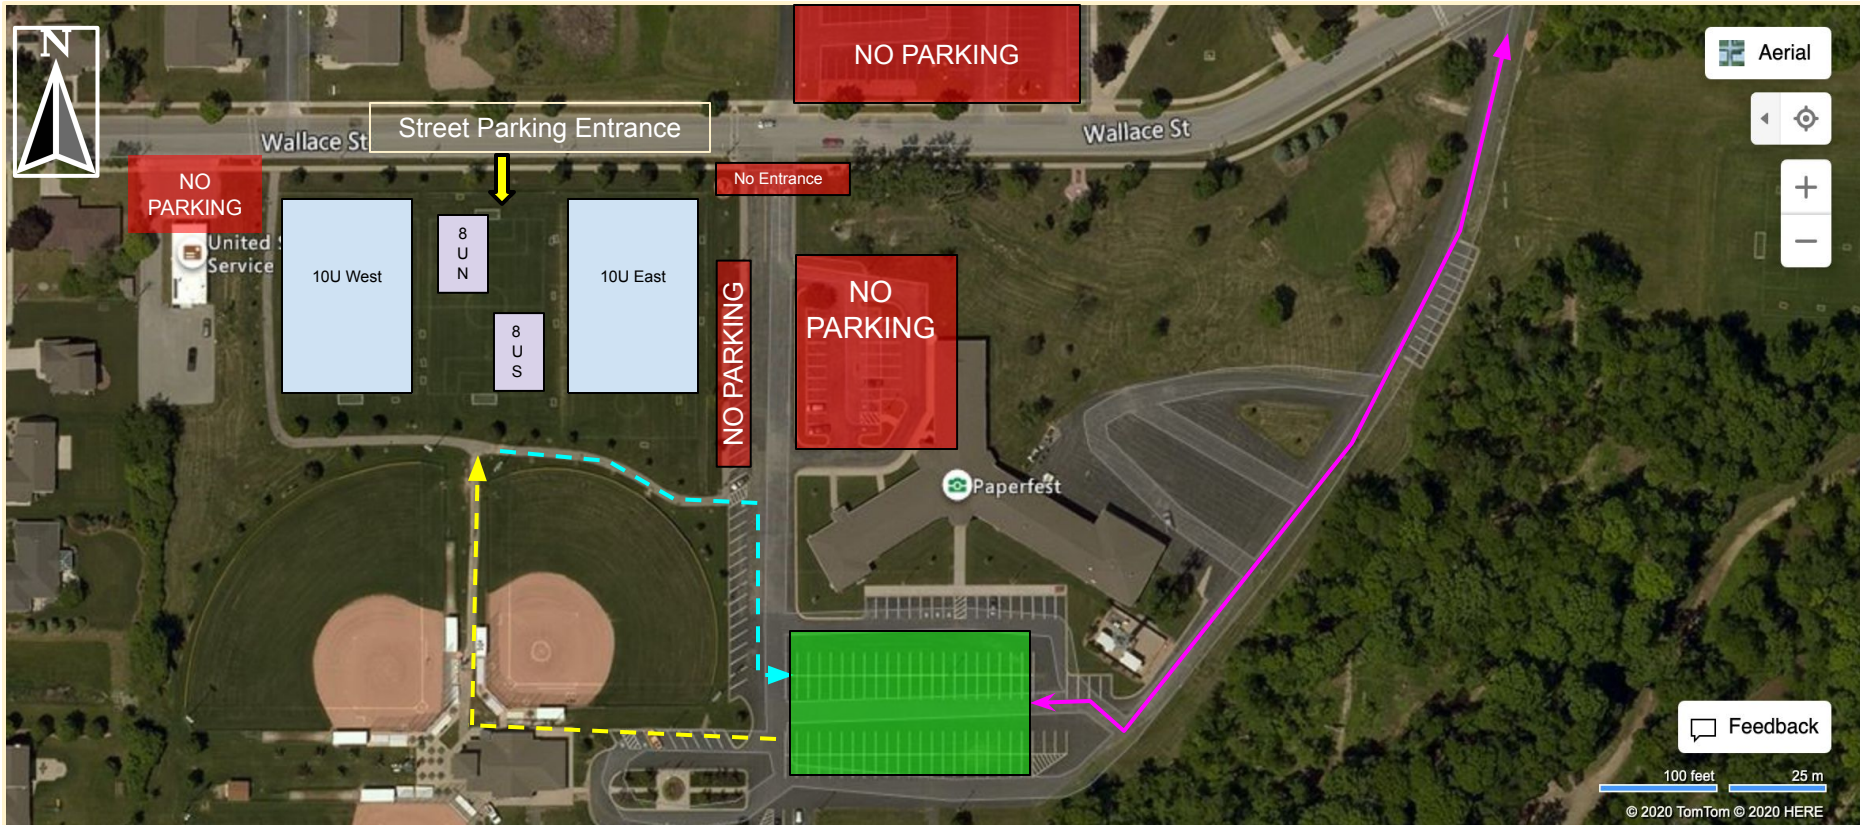 N
NO PARKING
Aerial
Street Parking Entrance
Wallace St
Wallace St
NO
PARKING
No Entrance
United S
Service
10U West
8
U
N
8
U
S
10U East
NO PARKING
NO
PARKING
Paperfest
Feedback
100 feet
25 m
© 2020 TomTom © 2020 HERE